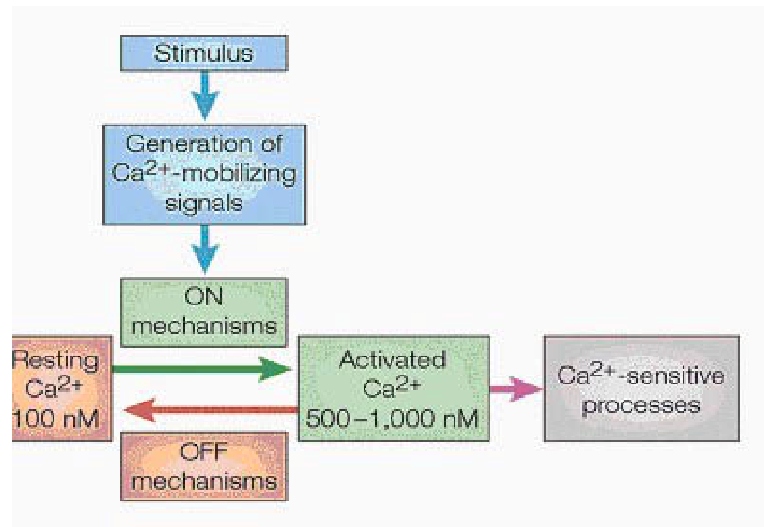 Stimulus
Generation of
Ca²⁺-mobilizing
signals
ON
mechanisms
Resting
Ca²⁺
100 nM
Activated
Ca²⁺
500–1,000 nM
Ca²⁺-sensitive
processes
OFF
mechanisms